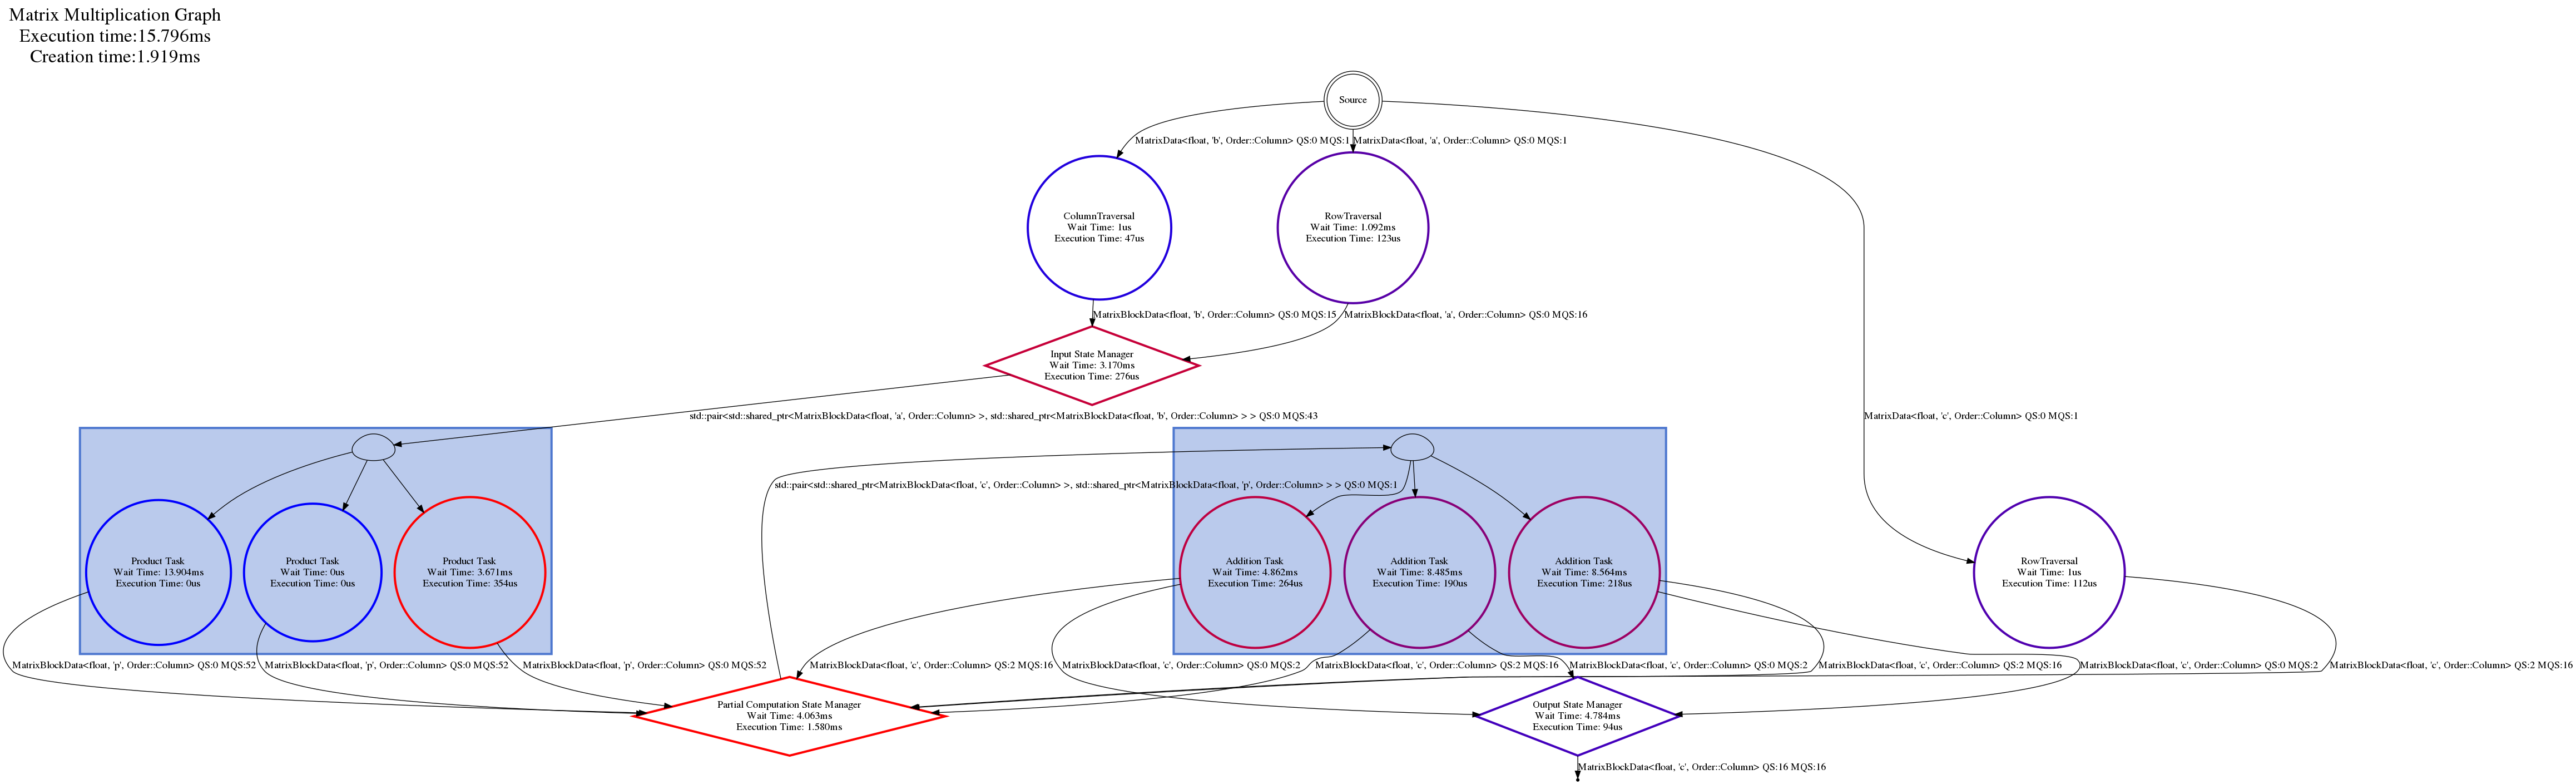 Matrix Multiplication Graph
Execution time:15.796ms
Creation time:1.919ms
Source
MatrixData<float, 'b', Order::Column> QS:0 MQS:1
MatrixData<float, 'a', Order::Column> QS:0 MQS:1
ColumnTraversal
Wait Time: 1us
Execution Time: 47us
RowTraversal
Wait Time: 1.092ms
Execution Time: 123us
MatrixBlockData<float, 'b', Order::Column> QS:0 MQS:15
MatrixBlockData<float, 'a', Order::Column> QS:0 MQS:16
Input State Manager
Wait Time: 3.170ms
Execution Time: 276us
std::pair<std::shared_ptr<MatrixBlockData<float, 'a', Order::Column> >, std::shared_ptr<MatrixBlockData<float, 'b', Order::Column> > > QS:0 MQS:43
MatrixData<float, 'c', Order::Column> QS:0 MQS:1
std::pair<std::shared_ptr<MatrixBlockData<float, 'c', Order::Column> >, std::shared_ptr<MatrixBlockData<float, 'p', Order::Column> > > QS:0 MQS:1
Product Task
Wait Time: 13.904ms
Execution Time: 0us
Product Task
Wait Time: 0us
Execution Time: 0us
Product Task
Wait Time: 3.671ms
Execution Time: 354us
Addition Task
Wait Time: 4.862ms
Execution Time: 264us
Addition Task
Wait Time: 8.485ms
Execution Time: 190us
Addition Task
Wait Time: 8.564ms
Execution Time: 218us
RowTraversal
Wait Time: 1us
Execution Time: 112us
MatrixBlockData<float, 'p', Order::Column> QS:0 MQS:52
MatrixBlockData<float, 'p', Order::Column> QS:0 MQS:52
MatrixBlockData<float, 'p', Order::Column> QS:0 MQS:52
MatrixBlockData<float, 'c', Order::Column> QS:2 MQS:16
MatrixBlockData<float, 'c', Order::Column> QS:0 MQS:2
MatrixBlockData<float, 'c', Order::Column> QS:2 MQS:16
MatrixBlockData<float, 'c', Order::Column> QS:0 MQS:2
MatrixBlockData<float, 'c', Order::Column> QS:2 MQS:16
MatrixBlockData<float, 'c', Order::Column> QS:0 MQS:2
MatrixBlockData<float, 'c', Order::Column> QS:2 MQS:16
Partial Computation State Manager
Wait Time: 4.063ms
Execution Time: 1.580ms
Output State Manager
Wait Time: 4.784ms
Execution Time: 94us
MatrixBlockData<float, 'c', Order::Column> QS:16 MQS:16